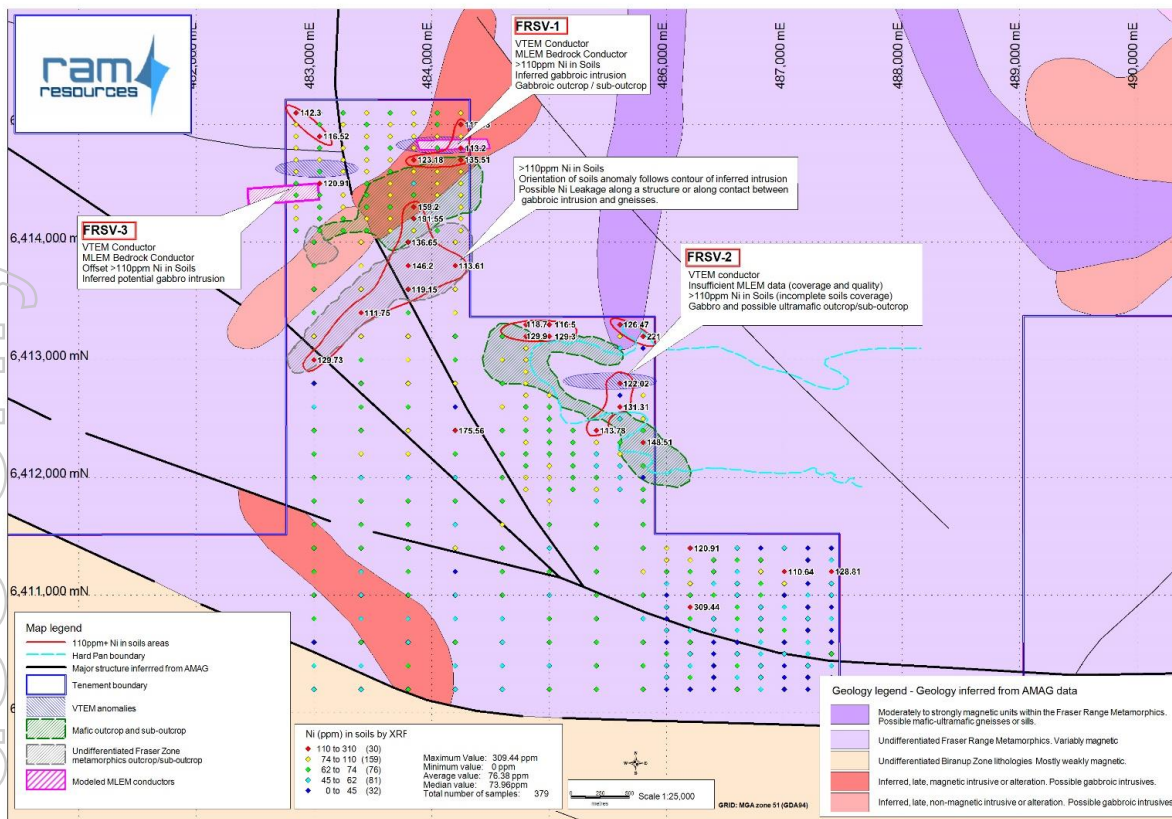 ram
resources
482,000 mE
483,000 mE
484,000 mE
486,000 mE
487,000 mE
488,000 mE
489,000 mE
490,000 mE
FRSV-1
VTEM Conductor
MLEM Bedrock Conductor
>110ppm Ni in Soils
Inferred gabbroic intrusion
Gabbroic outcrop / sub-outcrop
112.3
116.52
113.2
123.18
135.51
120.91
>110ppm Ni in Soils
Orientation of soils anomaly follows contour of inferred intrusion
Possible Ni Leakage along a structure or along contact between
gabbroic intrusion and gneisses.
159.2
191.55
6,414,000 mN
FRSV-3
VTEM Conductor
MLEM Bedrock Conductor
Offset >110ppm Ni in Soils
Inferred potential gabbro intrusion
136.65
146.2
113.61
119.15
111.75
FRSV-2
VTEM conductor
Insufficient MLEM data (coverage and quality)
>110ppm Ni in Soils (incomplete soils coverage)
Gabbro and possible ultramafic outcrop/sub-outcrop
118.7
116.5
126.47
129.9
129.3
221
6,413,000 mN
129.73
122.02
131.31
175.56
113.78
148.51
6,412,000 mN
120.91
110.64
128.81
6,411,000 mN
309.44
Map legend
110ppm+ Ni in soils areas
Hard Pan boundary
Major structure inferrred from AMAG
Tenement boundary
VTEM anomalies
Mafic outcrop and sub-outcrop
Undifferentiated Fraser Zone
metamorphics outcrop/sub-outcrop
Modeled MLEM conductors
Ni (ppm) in soils by XRF
110 to 310 (30)
74 to 110 (159)
62 to 74 (76)
45 to 62 (81)
0 to 45 (32)
Maximum Value: 309.44 ppm
Minimum value: 0 ppm
Average value: 76.38 ppm
Median value: 73.96ppm
Total number of samples: 379
0 250 500
metres
Scale 1:25,000
GRID: MGA zone 51 (GDA94)
Geology legend - Geology inferred from AMAG data
Moderately to strongly magnetic units within the Fraser Range Metamorphics.
Possible mafic-ultramafic gneisses or sills.
Undifferentiated Fraser Range Metamorphics. Variably magnetic
Undifferentiated Biranup Zone lithologies Mostly weakly magnetic.
Inferred, late, magnetic intrusive or alteration. Possible gabbroic intrusives.
Inferred, late, non-magnetic intrusive or alteration. Possible gabbroic intrusives